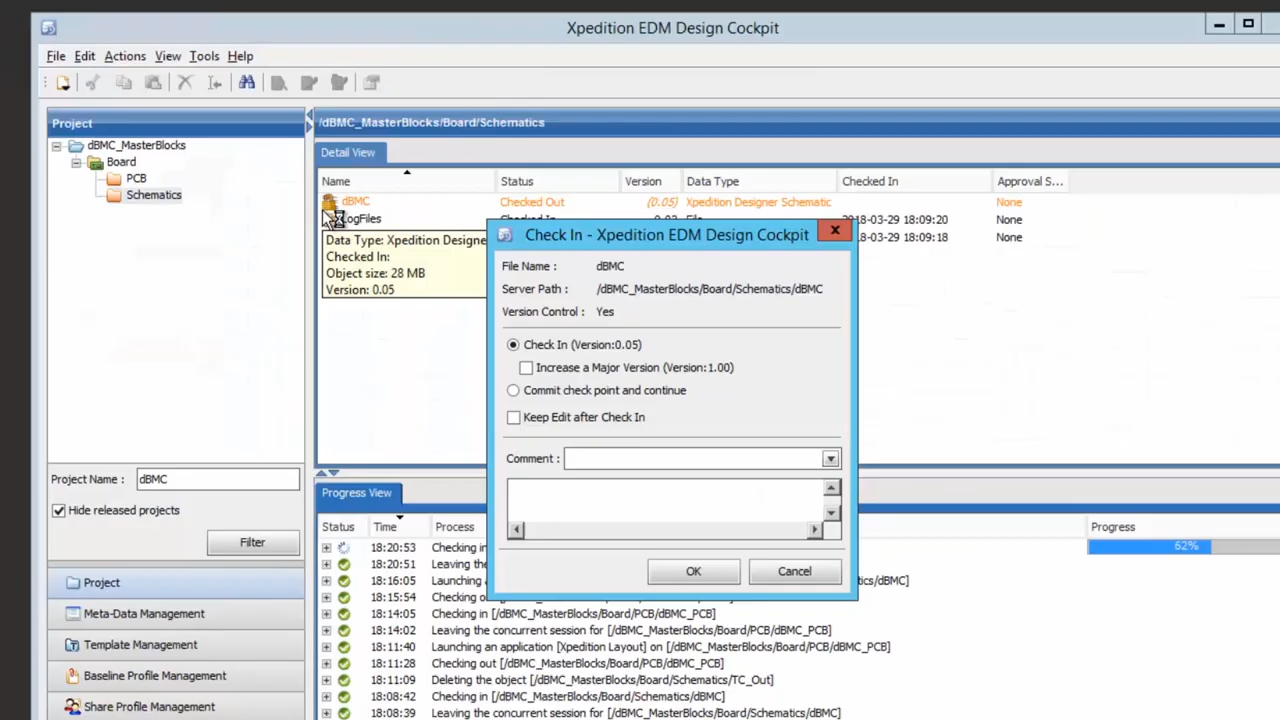 Xpedition EDM Design Cockpit
File Edit Actions View Tools Help
Project
dBMC_MasterBlocks
Board
PCB
Schematics
Project Name : dBMC
Hide released projects
Filter
Project
Meta-Data Management
Template Management
Baseline Profile Management
Share Profile Management
/dBMC_MasterBlocks/Board/Schematics
Detail View
Name Status Version Data Type Checked In Approval S...
dBMC Checked Out (0.05) Xpedition Designer Schematic None
LogFiles 2018-03-29 18:09:20 None
018-03-29 18:09:18 None
Data Type: Xpedition Designe
Checked In:
Object size: 28 MB
Version: 0.05
Check In - Xpedition EDM Design Cockpit
File Name : dBMC
Server Path : /dBMC_MasterBlocks/Board/Schematics/dBMC
Version Control : Yes
Check In (Version:0.05)
Increase a Major Version (Version:1.00)
Commit check point and continue
Keep Edit after Check In
Comment :
OK Cancel
Progress View
Status Time Process Progress
18:20:53 Checking in 62%
18:20:51 Leaving the
18:16:05 Launching ics/dBMC]
18:15:54 Checking
18:14:05 Checking in [/dBMC_MasterBlocks/Board/PCB/dBMC_PCB]
18:14:02 Leaving the concurrent session for [/dBMC_MasterBlocks/Board/PCB/dBMC_PCB]
18:11:40 Launching an application [Xpedition Layout] on [/dBMC_MasterBlocks/Board/PCB/dBMC_PCB]
18:11:28 Checking out [/dBMC_MasterBlocks/Board/PCB/dBMC_PCB]
18:11:09 Deleting the object [/dBMC_MasterBlocks/Board/Schematics/TC_Out]
18:08:42 Checking in [/dBMC_MasterBlocks/Board/Schematics/dBMC]
18:08:39 Leaving the concurrent session for [/dBMC_MasterBlocks/Board/Schematics/dBMC]